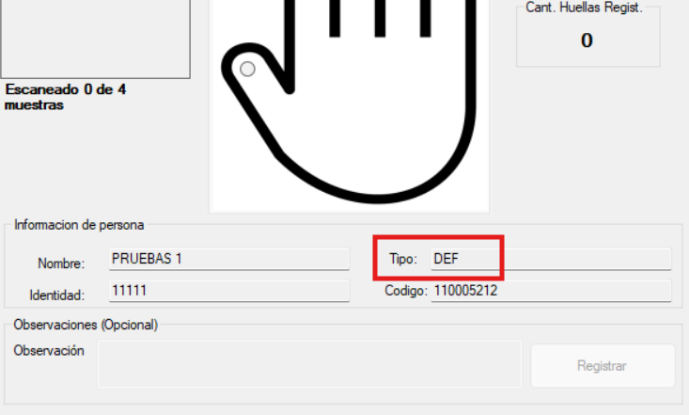 Cant. Huellas Regist.
0
Escaneado 0 de 4
muestras
Informacion de persona
Nombre: PRUEBAS 1
Tipo: DEF
Identidad: 11111
Codigo: 110005212
Observaciones (Opcional)
Observación
Registrar